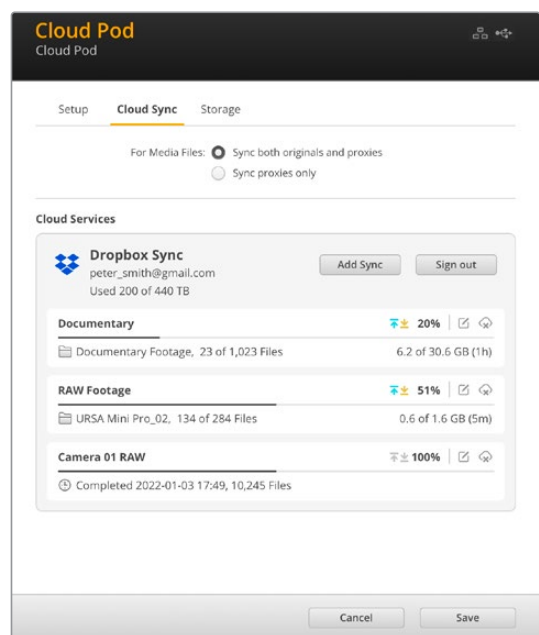 Cloud Pod
Cloud Pod
Setup Cloud Sync Storage
For Media Files: Sync both originals and proxies
Sync proxies only
Cloud Services
Dropbox Sync
peter_smith@gmail.com
Used 200 of 440 TB
Add Sync Sign out
Documentary 20%
Documentary Footage, 23 of 1,023 Files 6.2 of 30.6 GB (1h)
RAW Footage 51%
URSA Mini Pro_02, 134 of 284 Files 0.6 of 1.6 GB (5m)
Camera 01 RAW 100%
Completed 2022-01-03 17:49, 10,245 Files
Cancel Save